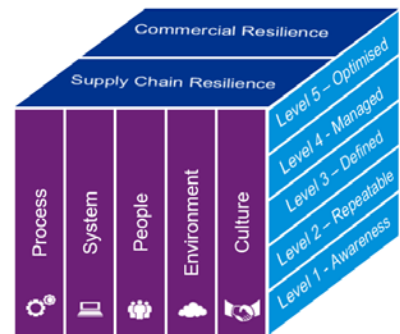 Commercial Resilience
Supply Chain Resilience
Process
System
People
Environment
Culture
Level 5 – Optimised
Level 4 - Managed
Level 3 – Defined
Level 2 – Repeatable
Level 1 - Awareness